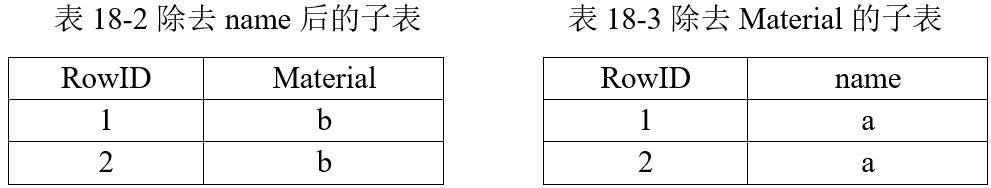 表 18-2 除去 name 后的子表
RowID Material
1 b
2 b
表 18-3 除去 Material 的子表
RowID name
1 a
2 a